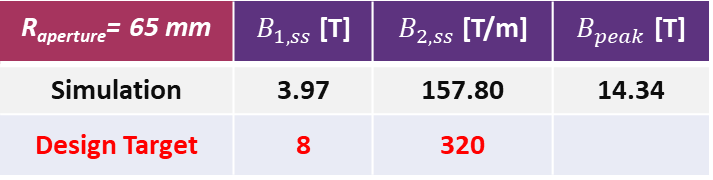 R_aperture= 65 mm B_1,ss [T] B_2,ss [T/m] B_peak [T]
Simulation 3.97 157.80 14.34
Design Target 8 320